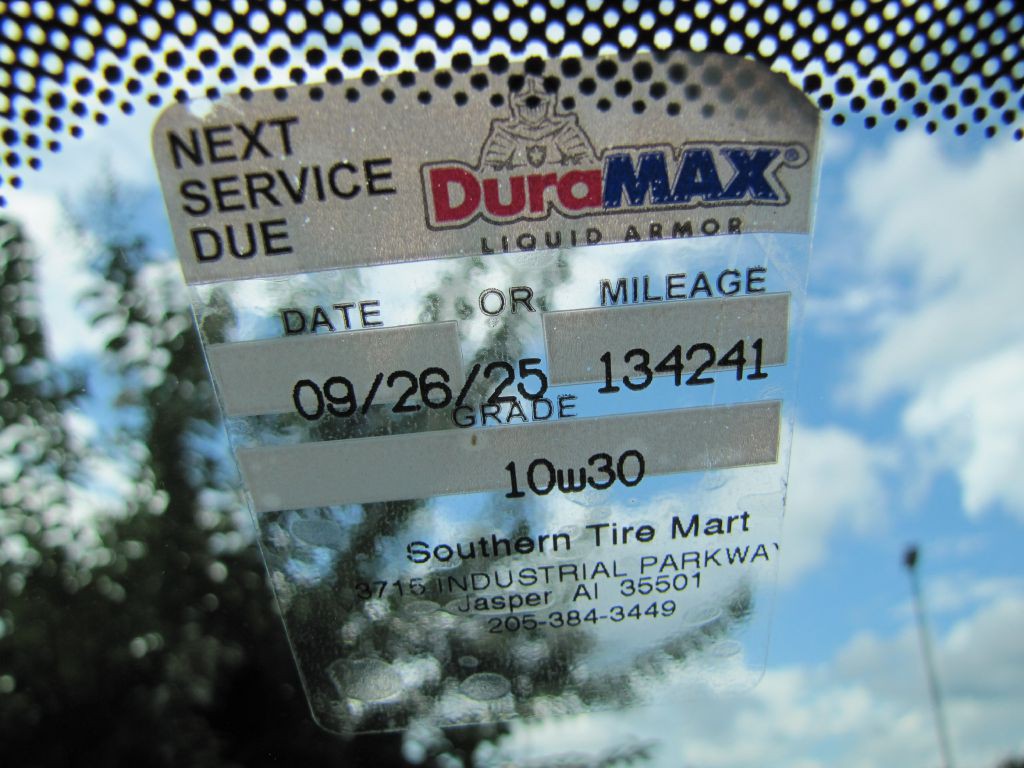 NEXT
SERVICE
DUE
DuraMAX®
LIQUID ARMOR
DATE OR MILEAGE
09/26/25 134241
GRADE
10w30
Southern Tire Mart
3715 INDUSTRIAL PARKWAY
Jasper Al 35501
205-384-3449